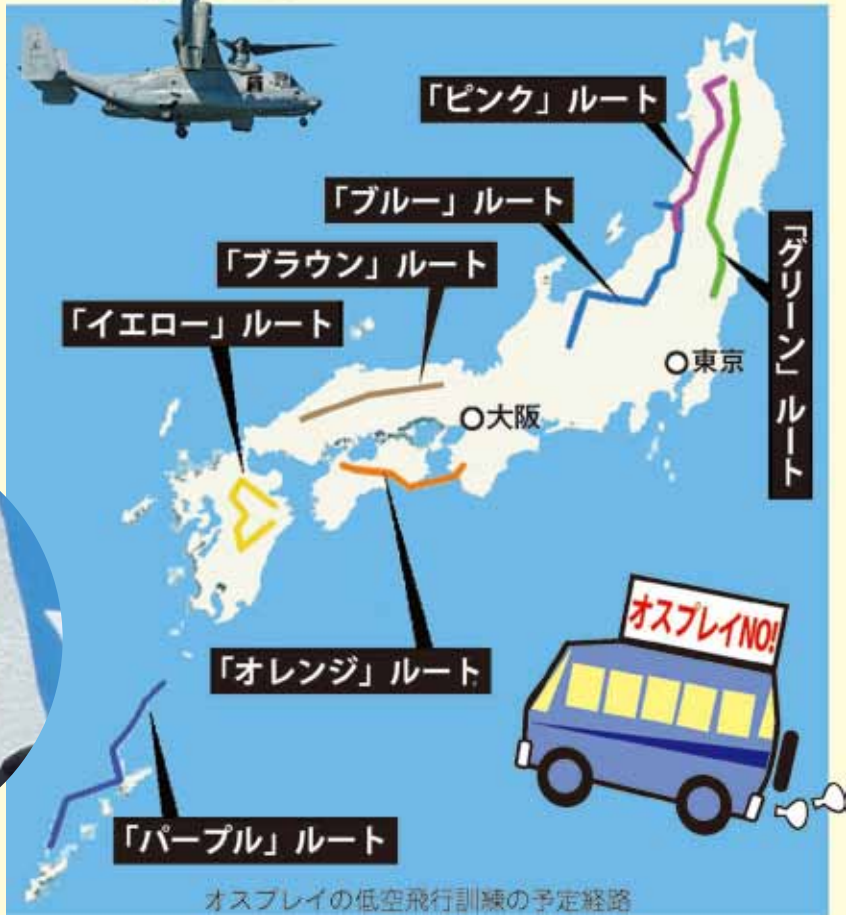 「ピンク」ルート
「ブルー」ルート
「ブラウン」ルート
「イエロー」ルート
「グリーン」ルート
東京
大阪
オスプレイNO!
「オレンジ」ルート
「パープル」ルート
オスプレイの低空飛行訓練の予定経路